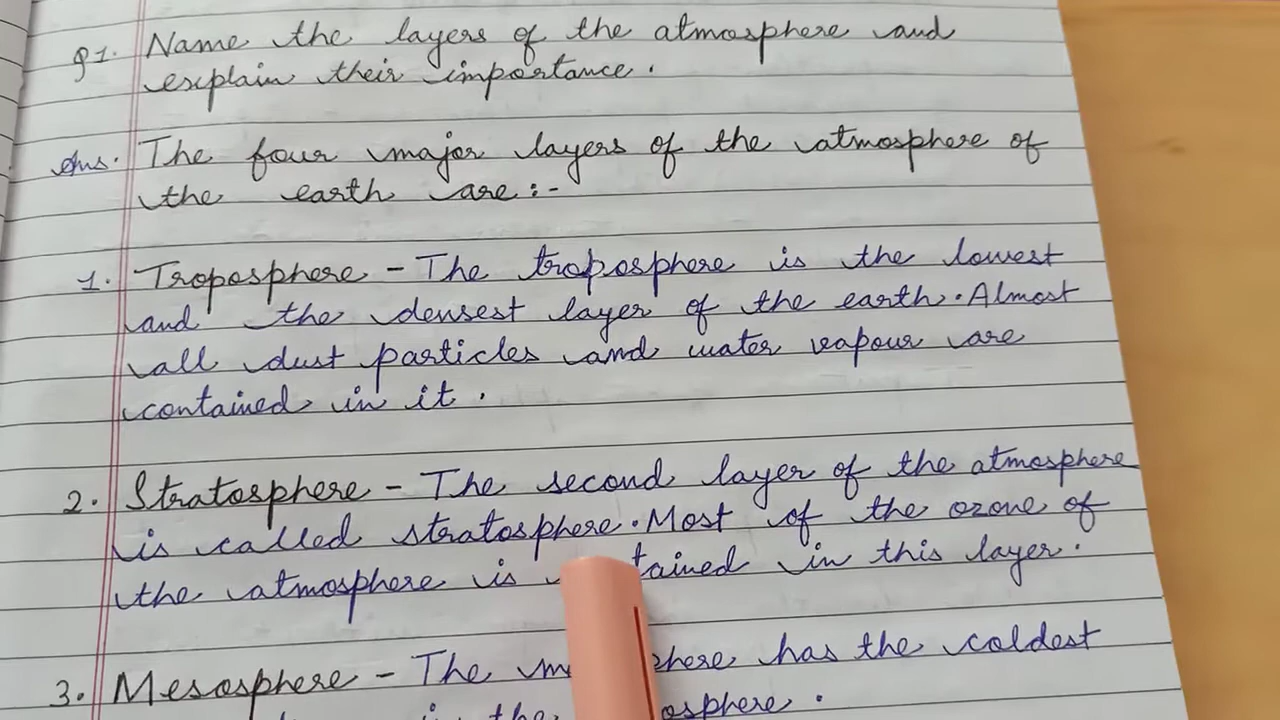 Q1. Name the layers of the atmosphere and
explain their importance.
Ans. The four major layers of the atmosphere of
the earth are:-
1. Troposphere - The troposphere is the lowest
and the densest layer of the earth. Almost
all dust particles and water vapour are
contained in it.
2. Stratosphere - The second layer of the atmosphere
is called stratosphere. Most of the ozone of
the atmosphere is tained in this layer.
3. Mesosphere - The m here has the coldest
in the osphere.